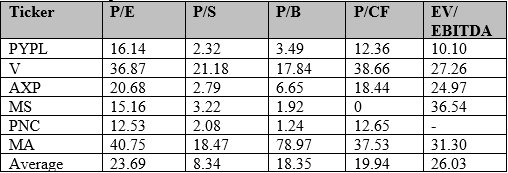 Ticker P/E P/S P/B P/CF EV/
EBITDA
PYPL 16.14 2.32 3.49 12.36 10.10
V 36.87 21.18 17.84 38.66 27.26
AXP 20.68 2.79 6.65 18.44 24.97
MS 15.16 3.22 1.92 0 36.54
PNC 12.53 2.08 1.24 12.65 -
MA 40.75 18.47 78.97 37.53 31.30
Average 23.69 8.34 18.35 19.94 26.03